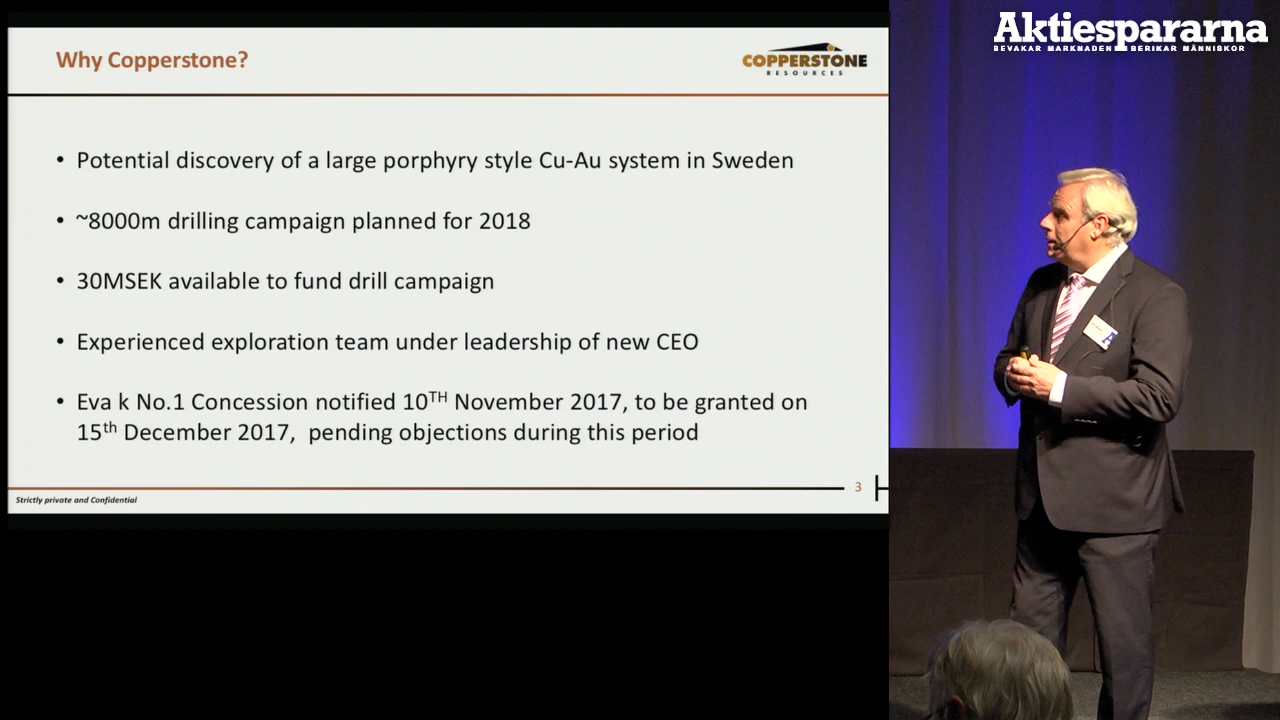 Why Copperstone?
COPPERSTONE
RESOURCES
Aktiespararna
BEVAKAR MARKNADEN BERIKAR MÄNNISKOR
• Potential discovery of a large porphyry style Cu-Au system in Sweden
• ~8000m drilling campaign planned for 2018
• 30MSEK available to fund drill campaign
• Experienced exploration team under leadership of new CEO
• Eva k No.1 Concession notified 10TH November 2017, to be granted on
15th December 2017,  pending objections during this period
Strictly private and Confidential
3
A